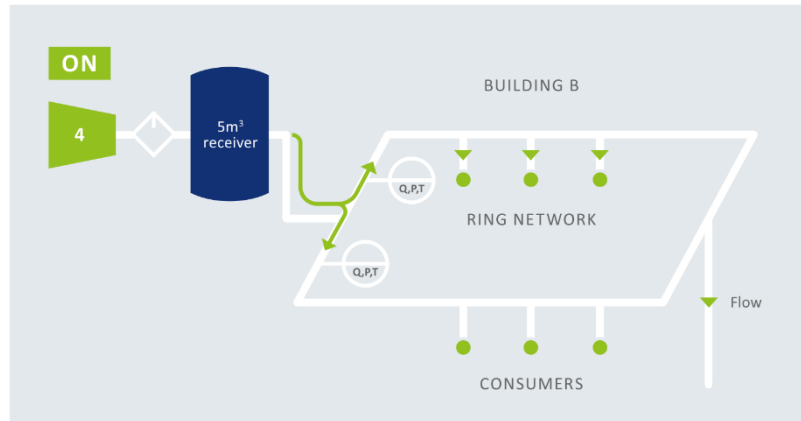 ON
4
5m³
receiver
BUILDING B
Q,P,T
RING NETWORK
Q,P,T
Flow
CONSUMERS